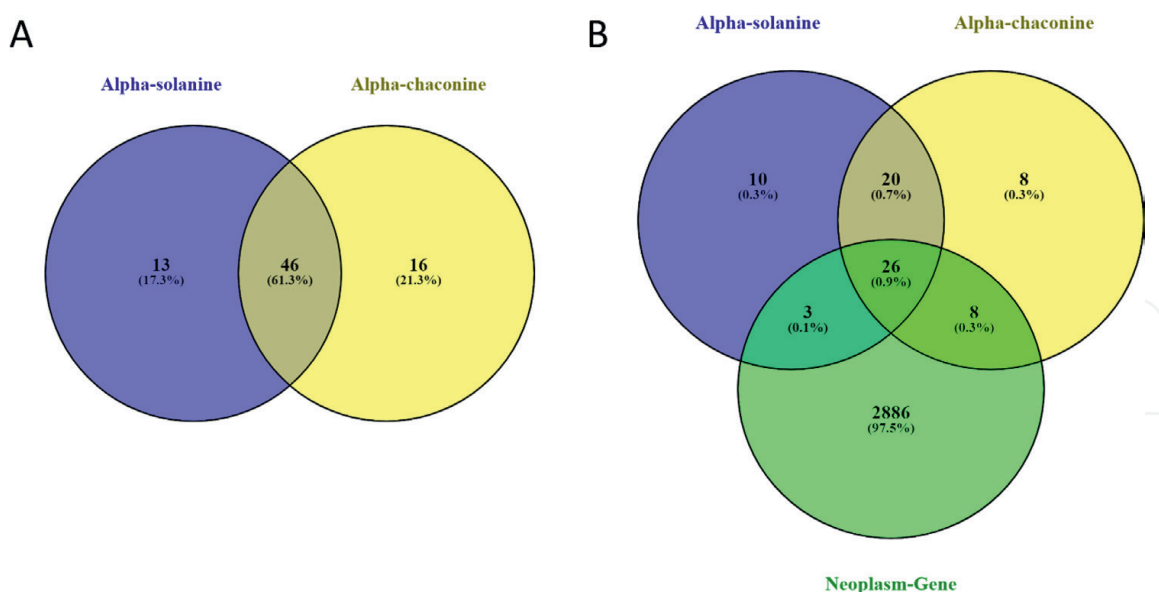 A
Alpha-solanine
Alpha-chaconine
13
(17.3%)
46
(61.3%)
16
(21.3%)
B
Alpha-solanine
Alpha-chaconine
10
(0.3%)
20
(0.7%)
8
(0.3%)
26
(0.9%)
3
(0.1%)
8
(0.3%)
2886
(97.5%)
Neoplasm-Gene